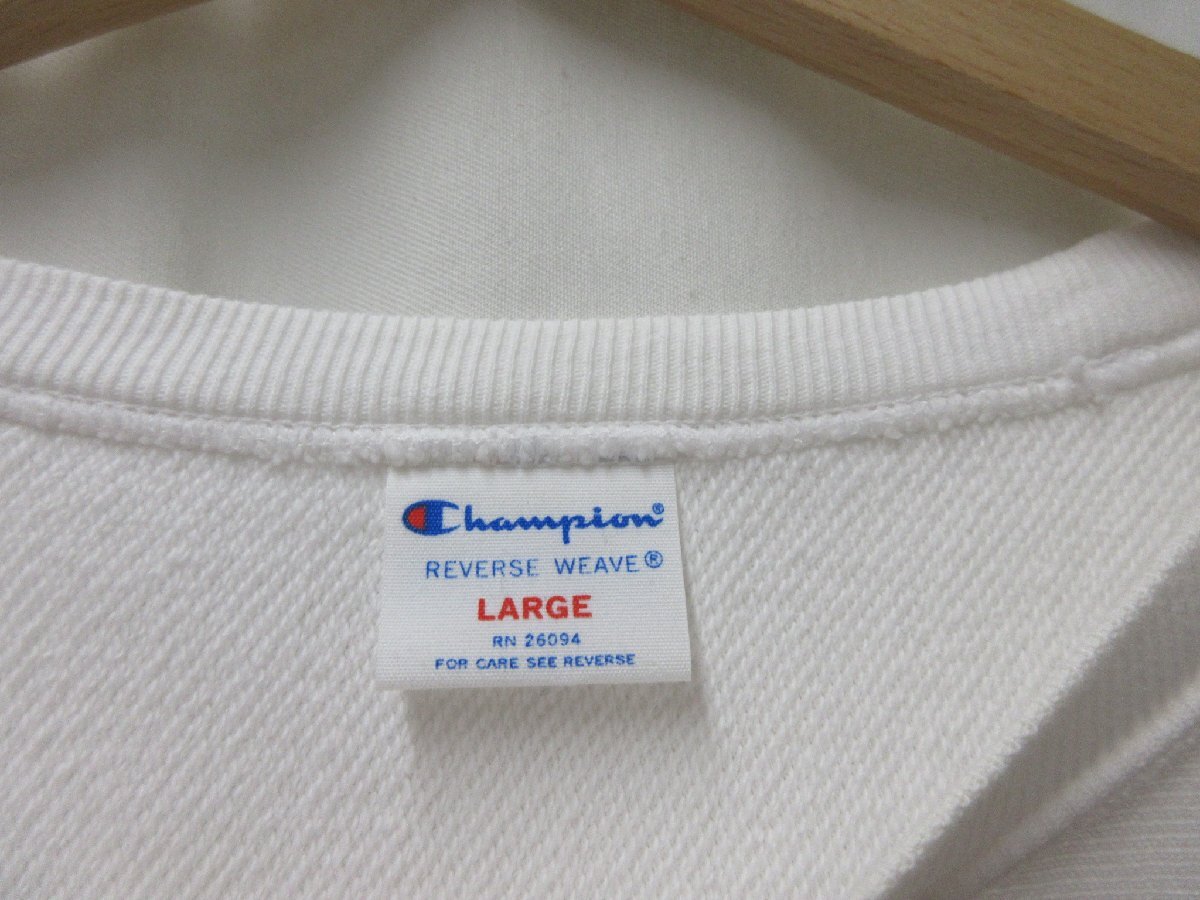 Champion®
REVERSE WEAVE®
LARGE
RN 26094
FOR CARE SEE REVERSE